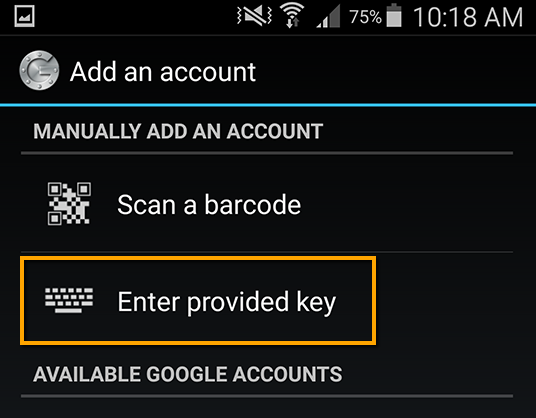 75% 10:18 AM
Add an account
MANUALLY ADD AN ACCOUNT
Scan a barcode
Enter provided key
AVAILABLE GOOGLE ACCOUNTS